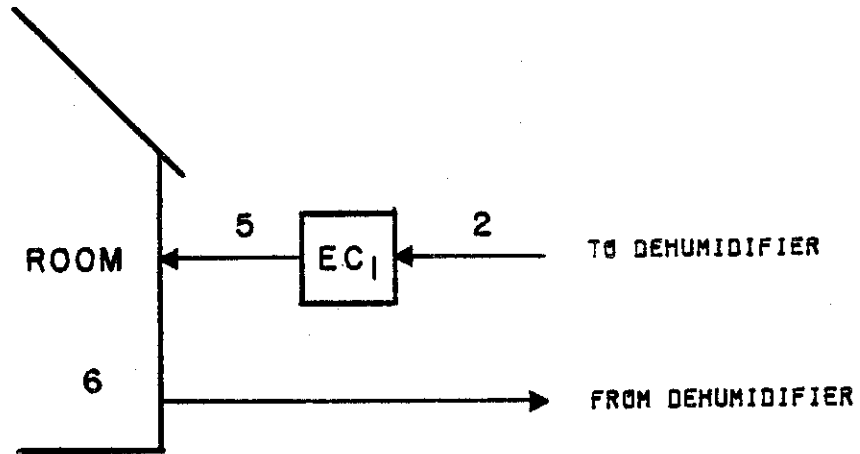 5
2
ROOM
EC1
TO DEHUMIDIFIER
6
FROM DEHUMIDIFIER